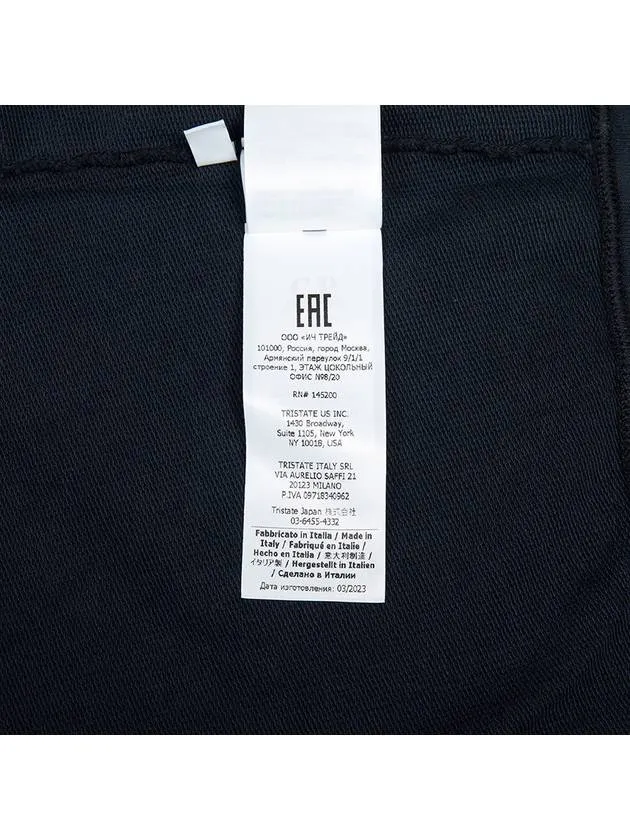 EAC
ООО «ИЧ ТРЕЙД»
101000, Россия, город Москва,
Армянский переулок 9/1/1
строение 1, ЭТАЖ ЦОКОЛЬНЫЙ
ОФИС №98/20
RN# 145200
TRISTATE US INC.
1430 Broadway,
Suite 1105, New York
NY 10018, USA
TRISTATE ITALY SRL
VIA AURELIO SAFFI 21
20123 MILANO
P.IVA 09718340962
Tristate Japan 株式会社
03-6455-4332
Fabbricato in Italia / Made in
Italy / Fabriqué en Italie /
Hecho en Italia / 意大利制造 /
イタリア製 / Hergestellt in Italien
/ Сделано в Италии
Дата изготовления: 03/2023